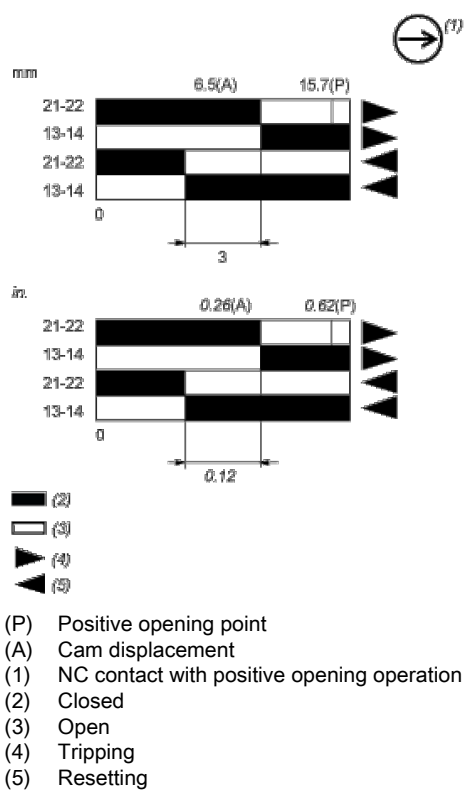 (1)
mm
6.5(A) 15.7(P)
21-22
13-14
21-22
13-14
0
3
in.
0.26(A) 0.62(P)
21-22
13-14
21-22
13-14
0
0.12
(2)
(3)
(4)
(5)
(P) Positive opening point
(A) Cam displacement
(1) NC contact with positive opening operation
(2) Closed
(3) Open
(4) Tripping
(5) Resetting